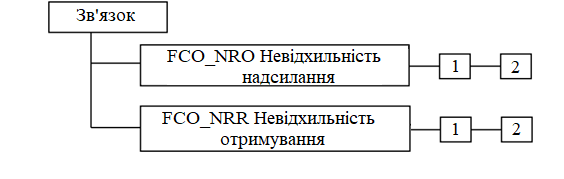 Зв'язок
FCO_NRO Невідхильність
надсилання
1
2
FCO_NRR Невідхильність
отримування
1
2